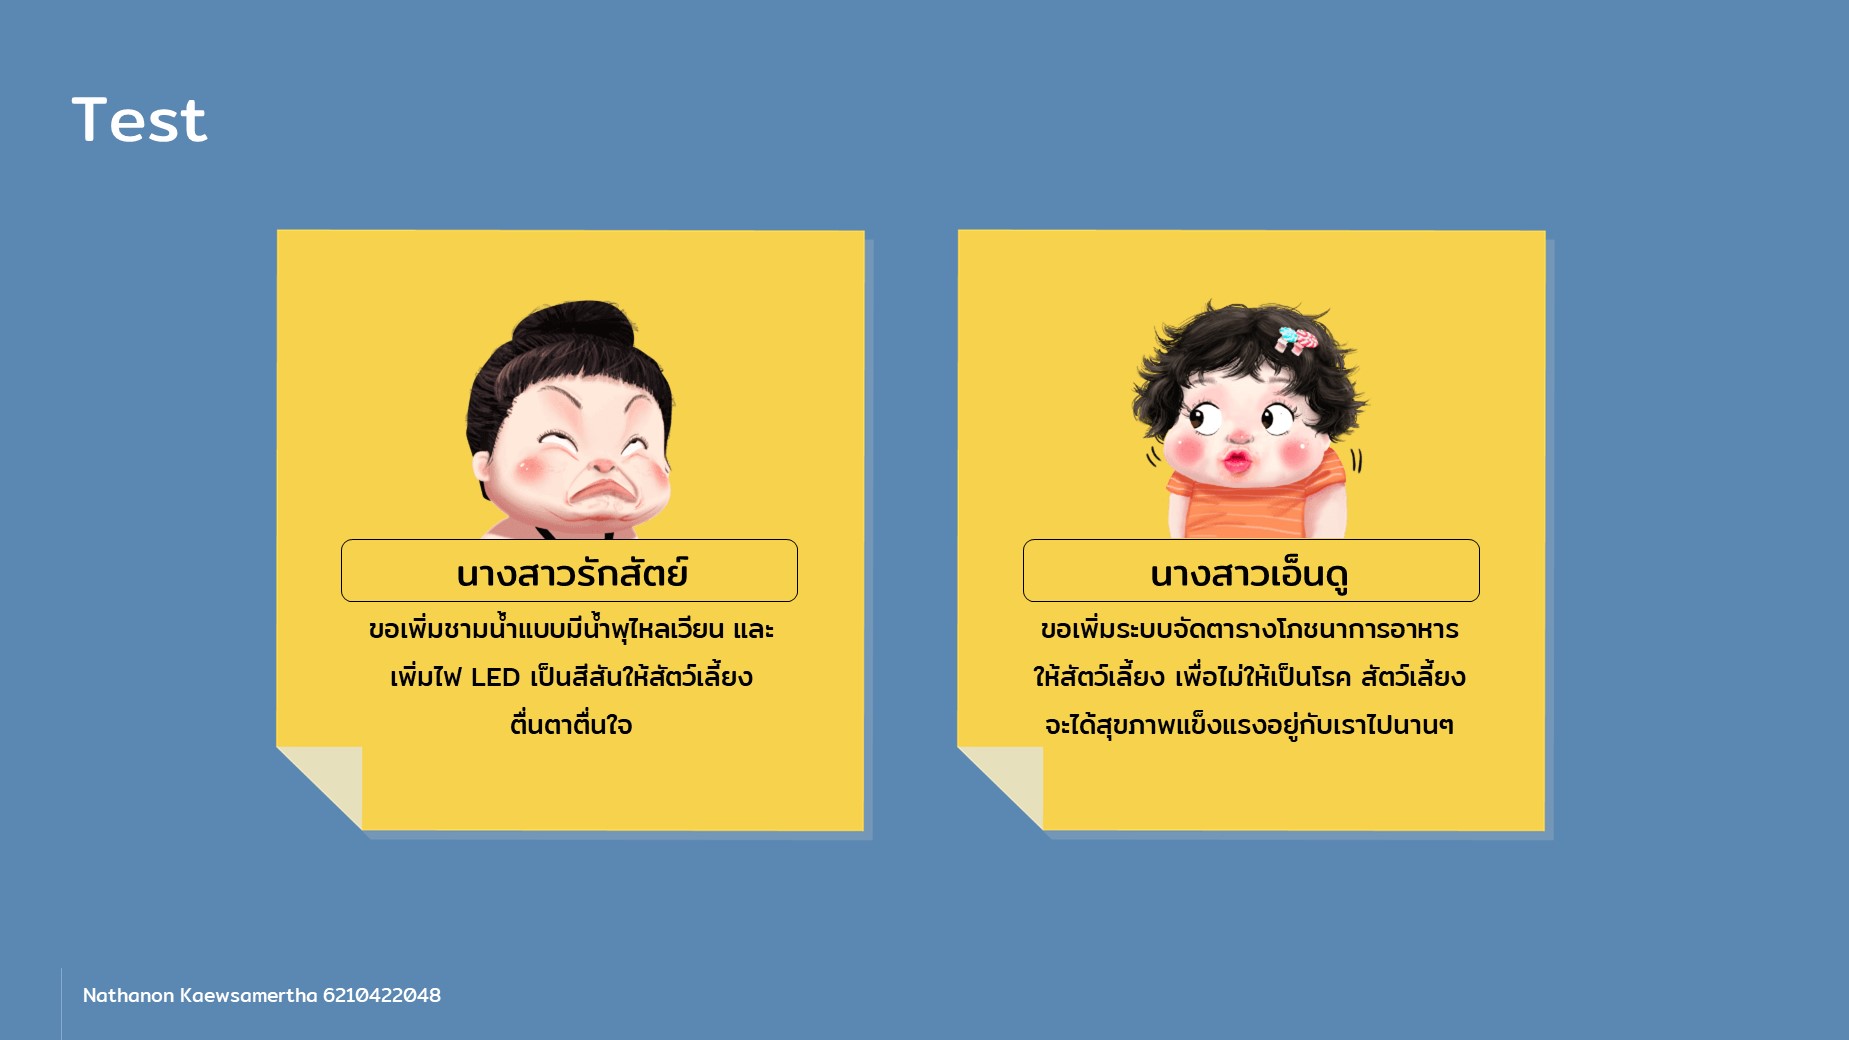 Test
นางสาวรักสัตย์
ขอเพิ่มชามน้ำแบบมีน้ำพุไหลเวียน และ
เพิ่มไฟ LED เป็นสีสันให้สัตว์เลี้ยง
ตื่นตาตื่นใจ
นางสาวเอ็นดู
ขอเพิ่มระบบจัดตารางโภชนาการอาหาร
ให้สัตว์เลี้ยง เพื่อไม่ให้เป็นโรค สัตว์เลี้ยง
จะได้สุขภาพแข็งแรงอยู่กับเราไปนานๆ
Nathanon Kaewsamertha 6210422048